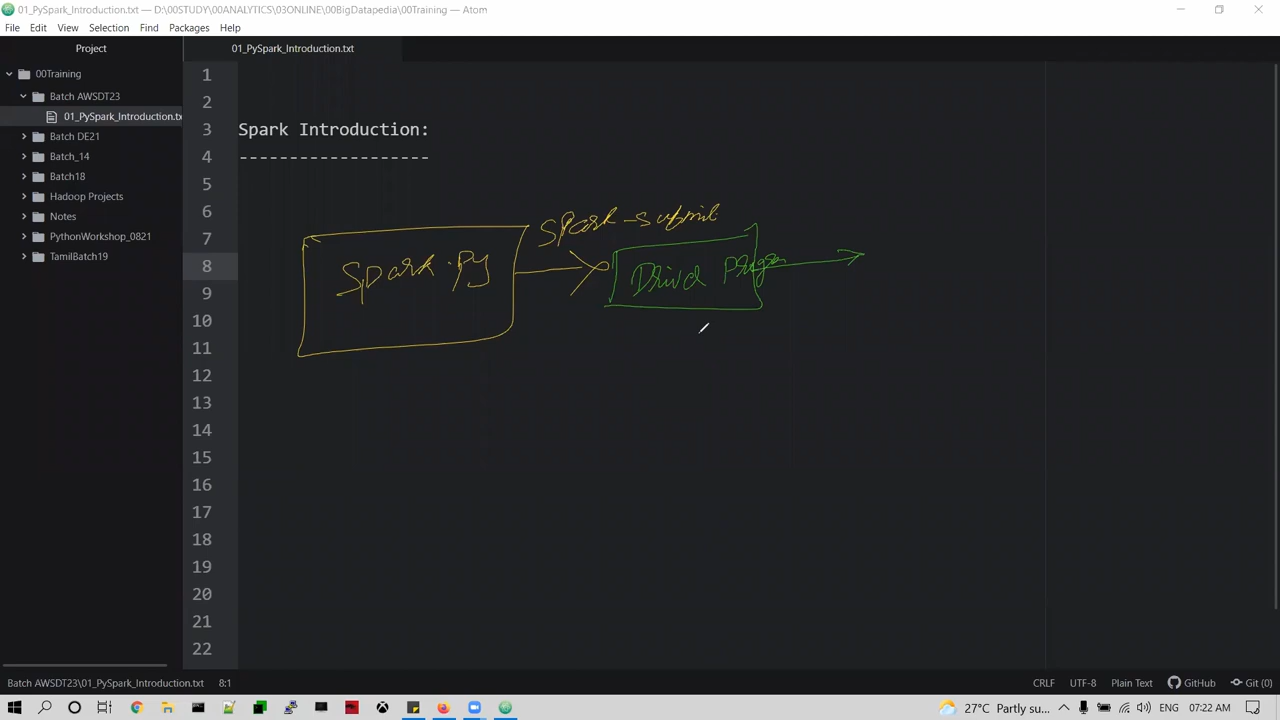 01_PySpark_Introduction.txt — D:\00STUDY\00ANALYTICS\03ONLINE\00BigDatapedia\00Training — Atom
File Edit View Selection Find Packages Help
Project
01_PySpark_Introduction.txt
00Training
Batch AWSDT23
01_PySpark_Introduction.tx
Batch DE21
Batch_14
Batch18
Hadoop Projects
Notes
PythonWorkshop_0821
TamilBatch19
1
2
3 Spark Introduction:
4 -------------------
5
6
7
8
9
10
11
12
13
14
15
16
17
18
19
20
21
22
Spark-submit
Spark.Py
Batch AWSDT23\01_PySpark_Introduction.txt 8:1
CRLF UTF-8 Plain Text GitHub Git (0)
27°C Partly su... ENG 07:22 AM